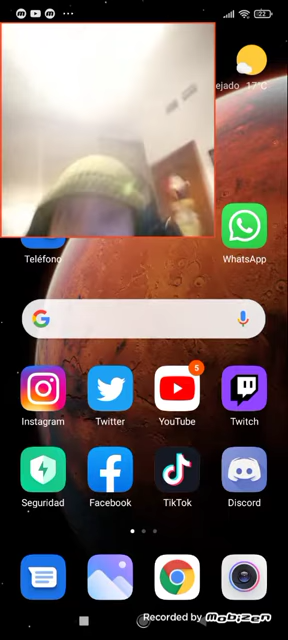 22
ejado 17°C
Teléfono
WhatsApp
5
Instagram
Twitter
YouTube
Twitch
Seguridad
Facebook
TikTok
Discord
Recorded by Mobizen